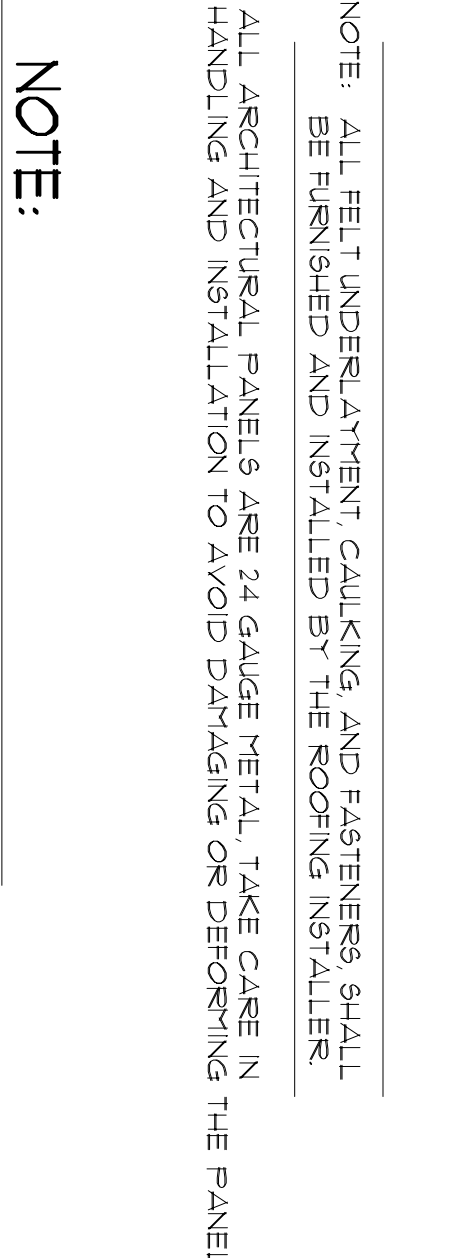 NOTE: ALL FELT UNDERLAYMENT, CAULKING, AND FASTENERS, SHALL
BE FURNISHED AND INSTALLED BY THE ROOFING INSTALLER.
ALL ARCHITECTURAL PANELS ARE 24 GAUGE METAL, TAKE CARE IN
HANDLING AND INSTALLATION TO AVOID DAMAGING OR DEFORMING THE PANEL
NOTE: